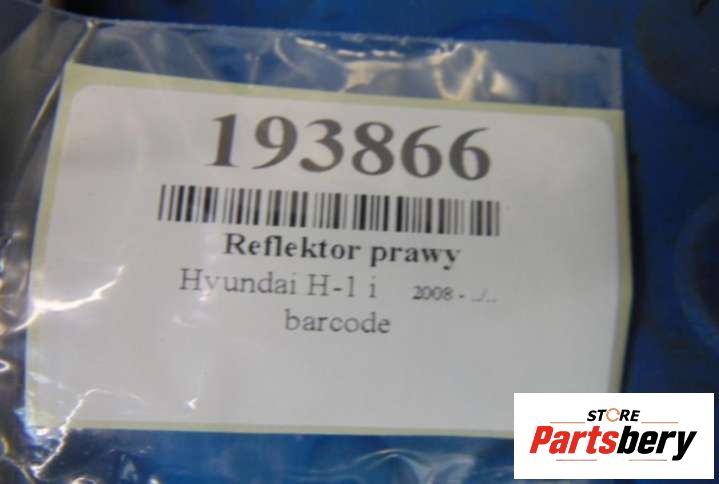 193866
Reflektor prawy
Hyundai H-1 i 2008 - ../..
barcode
STORE
Partsbery